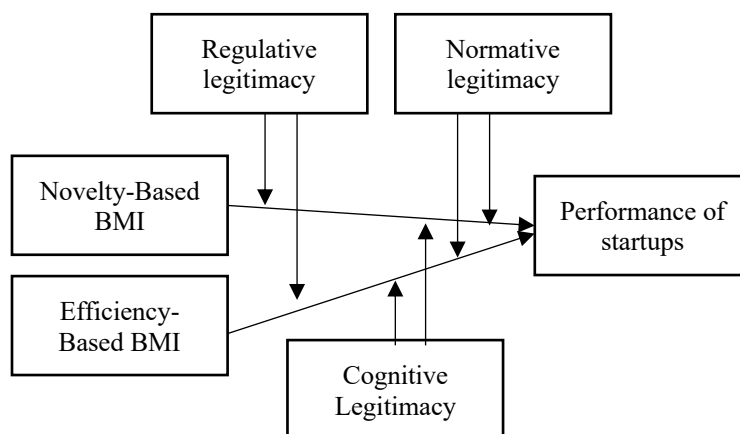 Regulative
legitimacy
Normative
legitimacy
Novelty-Based
BMI
Performance of
startups
Efficiency-
Based BMI
Cognitive
Legitimacy